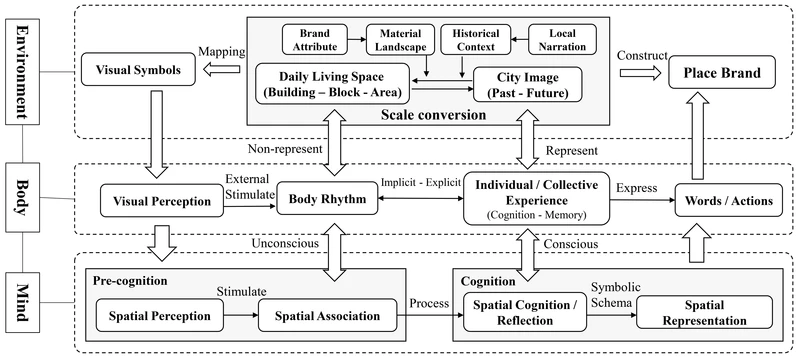 Environment
Body
Mind
Brand
Attribute
Material
Landscape
Historical
Context
Local
Narration
Mapping
Visual Symbols
Daily Living Space
(Building – Block - Area)
City Image
(Past - Future)
Scale conversion
Construct
Place Brand
Non-represent
Represent
Visual Perception
External
Stimulate
Body Rhythm
Implicit - Explicit
Individual / Collective
Experience
(Cognition - Memory)
Express
Words / Actions
Unconscious
Conscious
Pre-cognition
Spatial Perception
Stimulate
Spatial Association
Process
Cognition
Spatial Cognition /
Reflection
Symbolic
Schema
Spatial
Representation